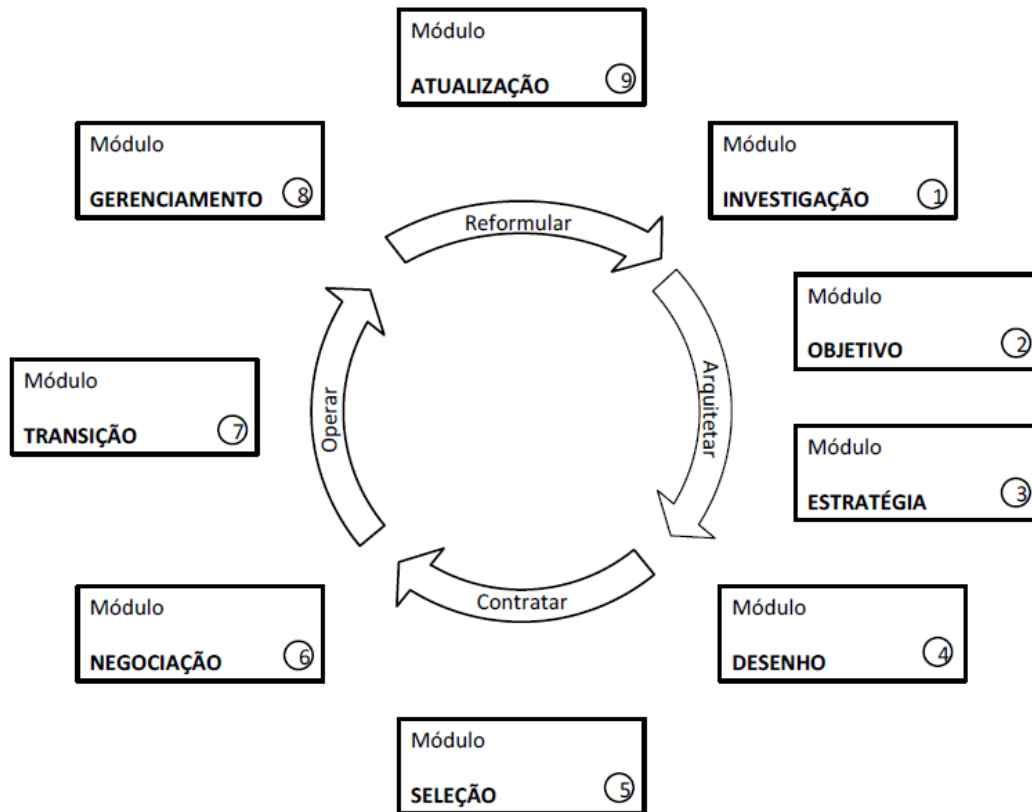 Módulo
ATUALIZAÇÃO 9
Módulo
GERENCIAMENTO 8
Módulo
INVESTIGAÇÃO 1
Reformular
Módulo
OBJETIVO 2
Módulo
TRANSIÇÃO 7
Operar
Arquitetar
Módulo
ESTRATÉGIA 3
Contratar
Módulo
NEGOCIAÇÃO 6
Módulo
DESENHO 4
Módulo
SELEÇÃO 5